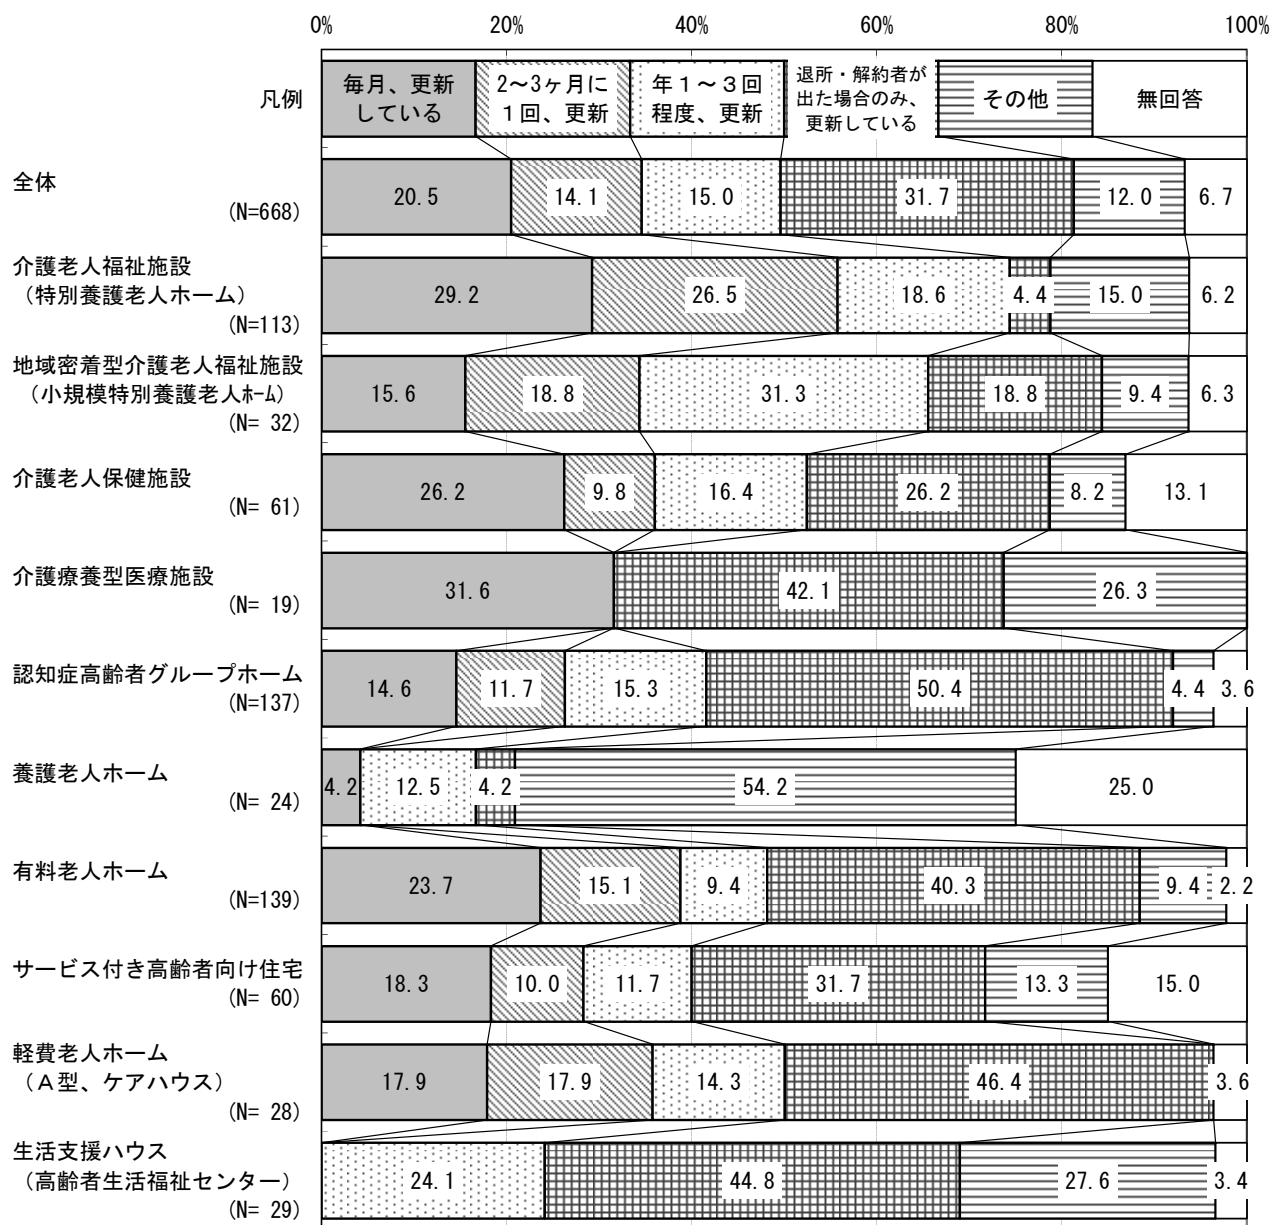 0% 20% 40% 60% 80% 100%
凡例
毎月、更新
している
2～3ヶ月に
1回、更新
年１～３回
程度、更新
退所・解約者が
出た場合のみ、
更新している
その他
無回答
全体
(N=668)
20.5 14.1 15.0 31.7 12.0 6.7
介護老人福祉施設
（特別養護老人ホーム）
(N=113)
29.2 26.5 18.6 4.4 15.0 6.2
地域密着型介護老人福祉施設
（小規模特別養護老人ﾎｰﾑ）
(N= 32)
15.6 18.8 31.3 18.8 9.4 6.3
介護老人保健施設
(N= 61)
26.2 9.8 16.4 26.2 8.2 13.1
介護療養型医療施設
(N= 19)
31.6 42.1 26.3
認知症高齢者グループホーム
(N=137)
14.6 11.7 15.3 50.4 4.4 3.6
養護老人ホーム
(N= 24)
4.2 12.5 4.2 54.2 25.0
有料老人ホーム
(N=139)
23.7 15.1 9.4 40.3 9.4 2.2
サービス付き高齢者向け住宅
(N= 60)
18.3 10.0 11.7 31.7 13.3 15.0
軽費老人ホーム
（Ａ型、ケアハウス）
(N= 28)
17.9 17.9 14.3 46.4 3.6
生活支援ハウス
（高齢者生活福祉センター）
(N= 29)
24.1 44.8 27.6 3.4